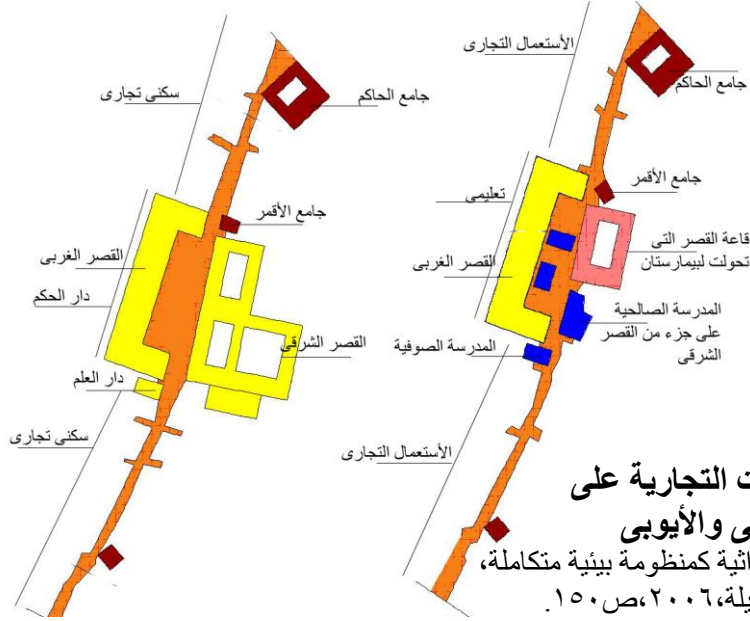 الأستعمال التجارى
جامع الحاكم
سكنى تجارى
جامع الحاكم
جامع الأقمر
تعليمى
جامع الأقمر
قاعة القصر التى
تحولت لبيمارستان
القصر الغربى
القصر الغربى
دار الحكم
المدرسة الصالحية
على جزء من القصر
الشرقى
المدرسة الصوفية
القصر الشرقى
دار العلم
سكنى تجارى
الأستعمال التجارى
التجارية على
والأيوبى
كمنظومة بيئية متكاملة،
٢٠٠٦،ص١٥٠.